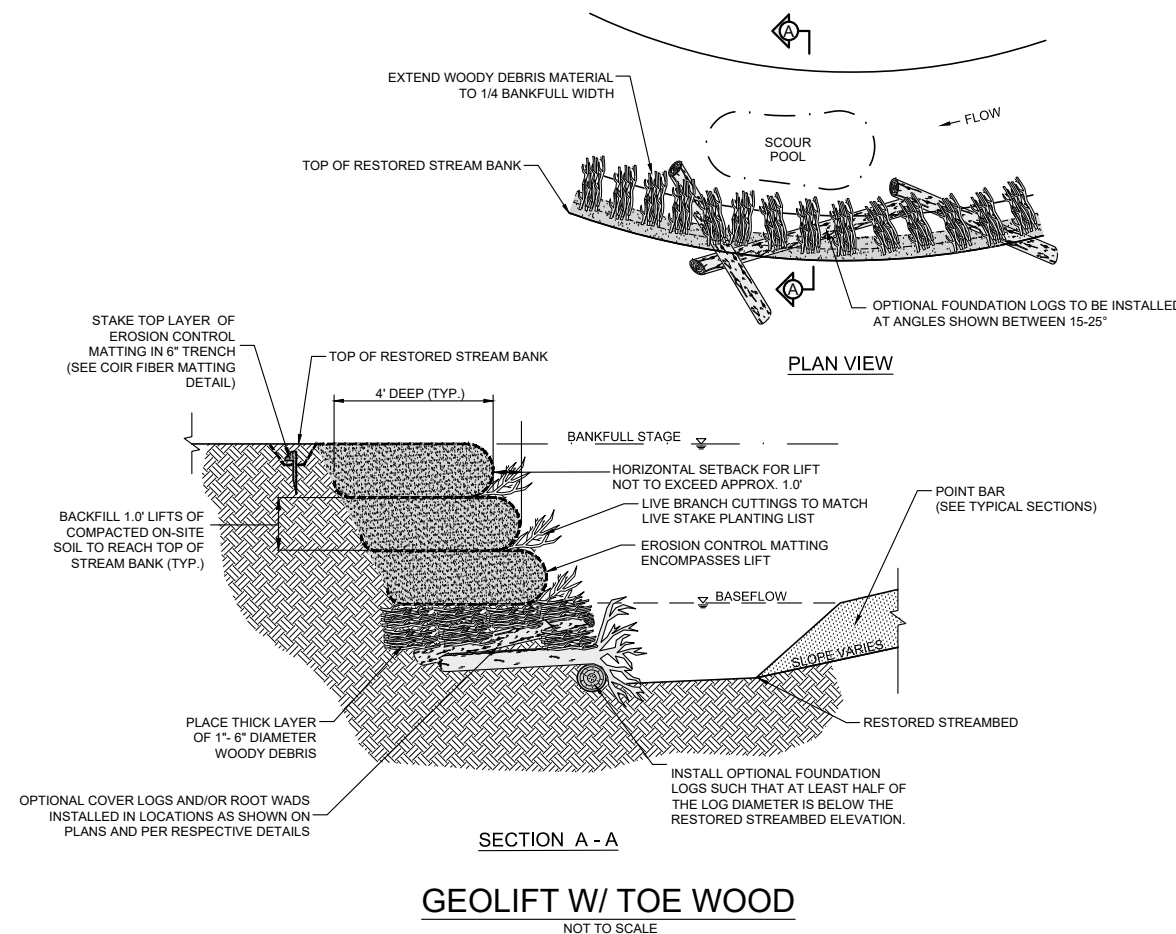 A
EXTEND WOODY DEBRIS MATERIAL
TO 1/4 BANKFULL WIDTH
FLOW
SCOUR
POOL
TOP OF RESTORED STREAM BANK
A
OPTIONAL FOUNDATION LOGS TO BE INSTALLED
AT ANGLES SHOWN BETWEEN 15-25°
PLAN VIEW
STAKE TOP LAYER OF
EROSION CONTROL
MATTING IN 6" TRENCH
(SEE COIR FIBER MATTING
DETAIL)
TOP OF RESTORED STREAM BANK
4' DEEP (TYP.)
BANKFULL STAGE
HORIZONTAL SETBACK FOR LIFT
NOT TO EXCEED APPROX. 1.0'
LIVE BRANCH CUTTINGS TO MATCH
LIVE STAKE PLANTING LIST
EROSION CONTROL MATTING
ENCOMPASSES LIFT
POINT BAR
(SEE TYPICAL SECTIONS)
BACKFILL 1.0' LIFTS OF
COMPACTED ON-SITE
SOIL TO REACH TOP OF
STREAM BANK (TYP.)
BASEFLOW
SLOPE VARIES
RESTORED STREAMBED
PLACE THICK LAYER
OF 1"- 6" DIAMETER
WOODY DEBRIS
OPTIONAL COVER LOGS AND/OR ROOT WADS
INSTALLED IN LOCATIONS AS SHOWN ON
PLANS AND PER RESPECTIVE DETAILS
INSTALL OPTIONAL FOUNDATION
LOGS SUCH THAT AT LEAST HALF OF
THE LOG DIAMETER IS BELOW THE
RESTORED STREAMBED ELEVATION.
SECTION A - A
GEOLIFT W/ TOE WOOD
NOT TO SCALE